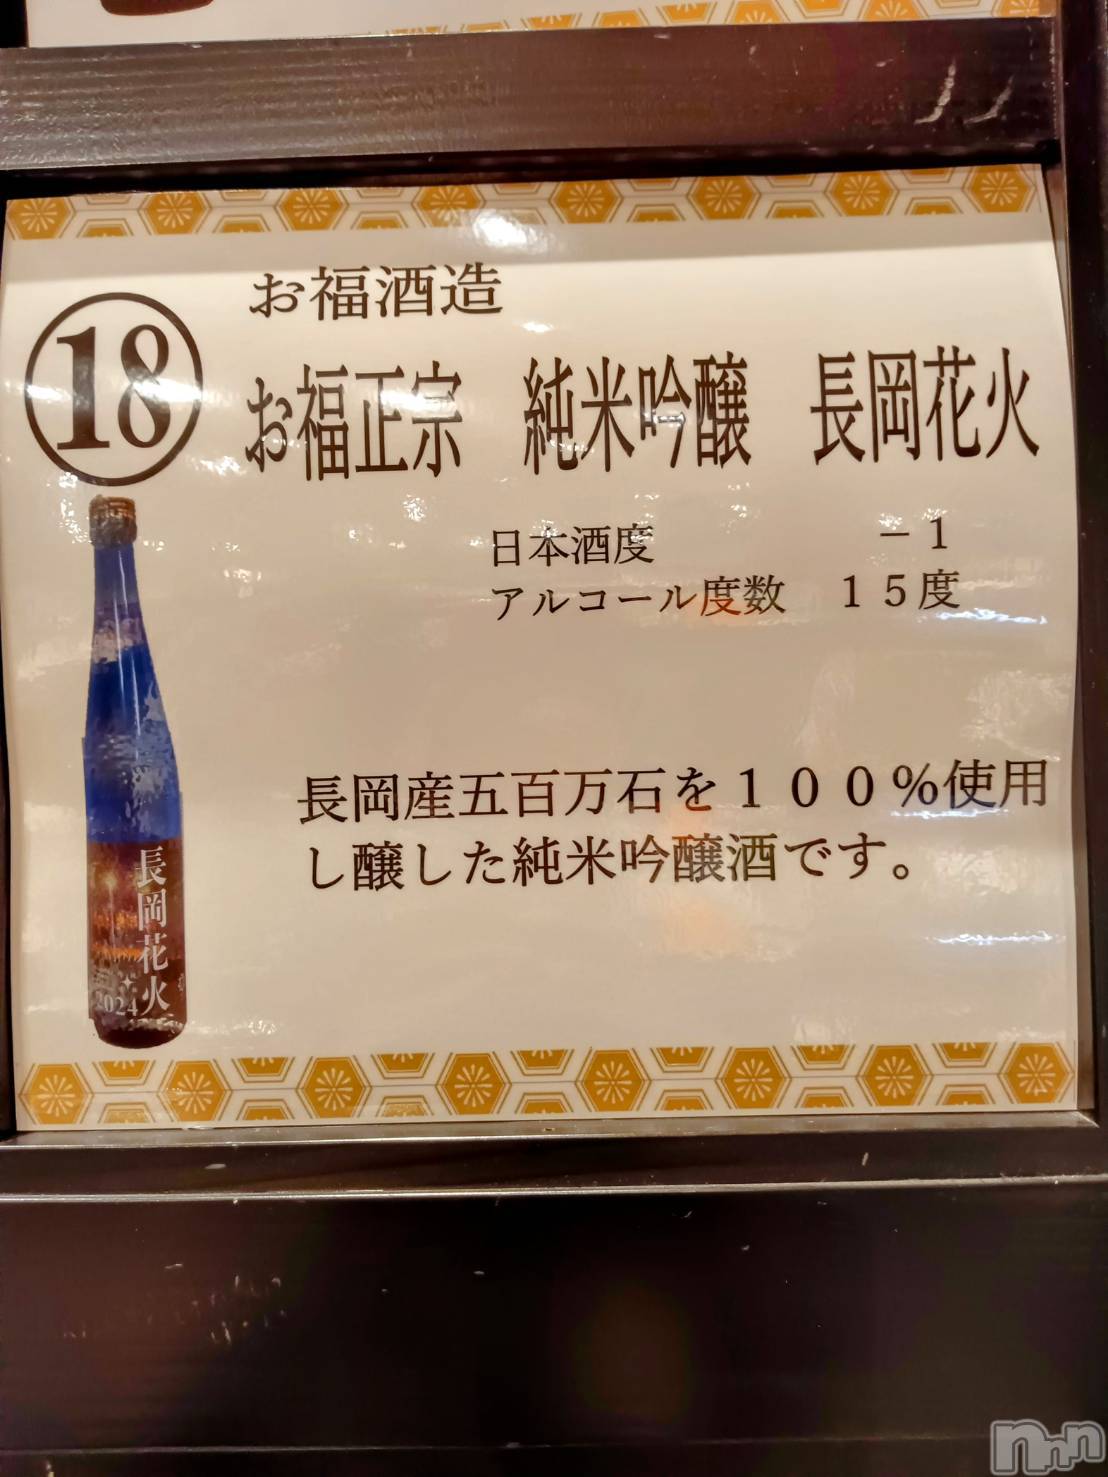 ⑱
お福酒造
お福正宗　純米吟醸　長岡花火
日本酒度　－１
アルコール度数　１５度
長岡産五百万石を１００％使用
し醸した純米吟醸酒です。
長岡花火
2024
nnn